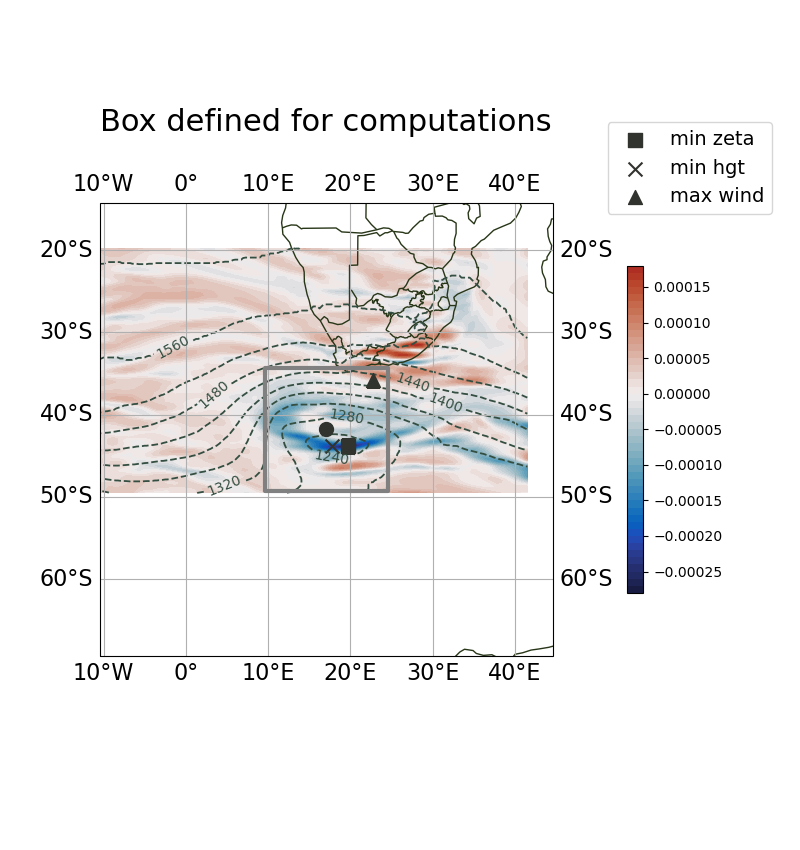 Box defined for computations
min zeta
min hgt
max wind
10°W 0° 10°E 20°E 30°E 40°E
20°S 20°S
30°S 30°S
40°S 40°S
50°S 50°S
60°S 60°S
1560
1480
1440
1400
1280
1240
1320
10°W 0° 10°E 20°E 30°E 40°E
0.00015
0.00010
0.00005
0.00000
−0.00005
−0.00010
−0.00015
−0.00020
−0.00025